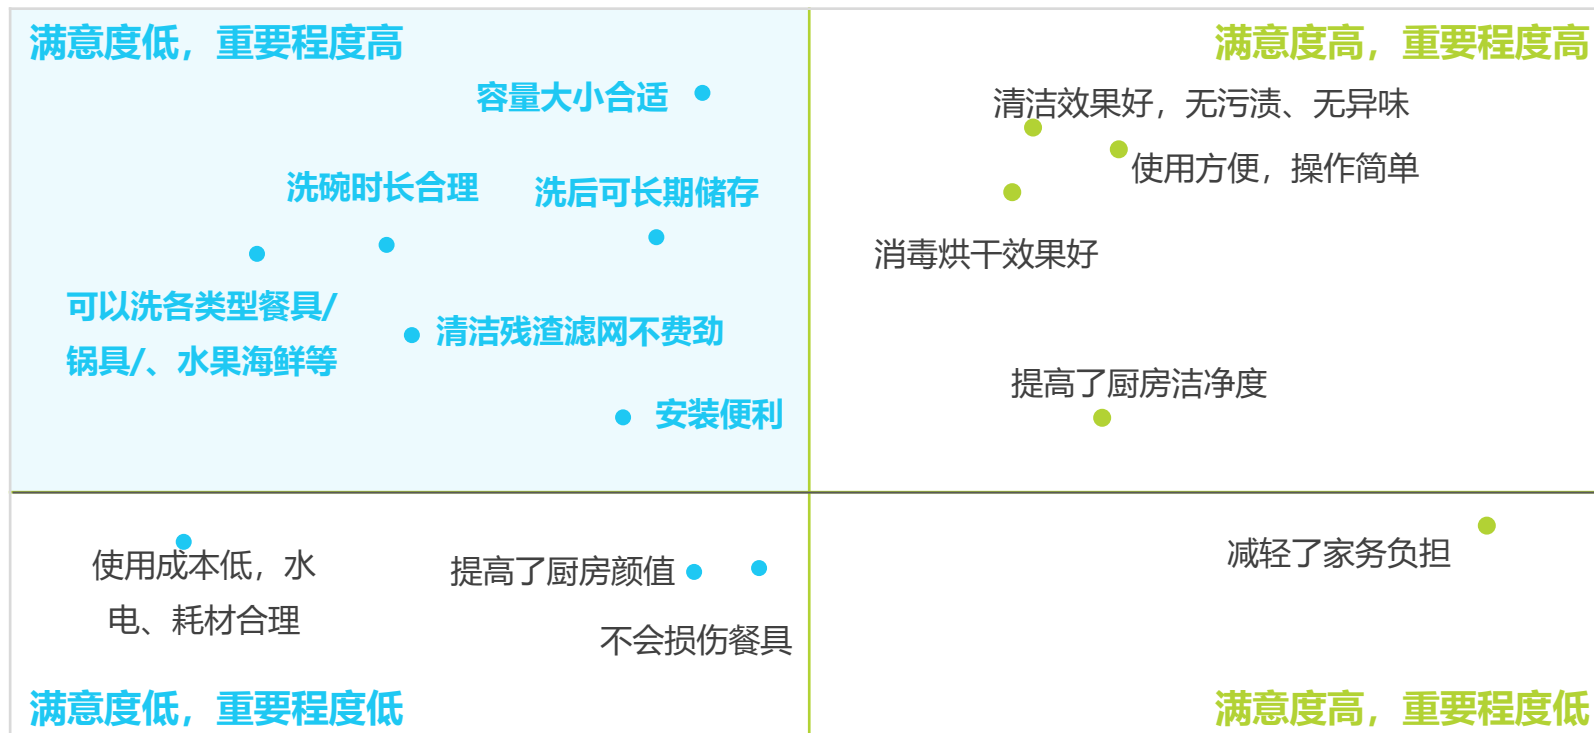 满意度低，重要程度高
满意度高，重要程度高
容量大小合适
清洁效果好，无污渍、无异味
使用方便，操作简单
洗碗时长合理
洗后可长期储存
消毒烘干效果好
可以洗各类型餐具/
锅具/、水果海鲜等
清洁残渣滤网不费劲
提高了厨房洁净度
安装便利
使用成本低，水
电、耗材合理
提高了厨房颜值
不会损伤餐具
减轻了家务负担
满意度低，重要程度低
满意度高，重要程度低